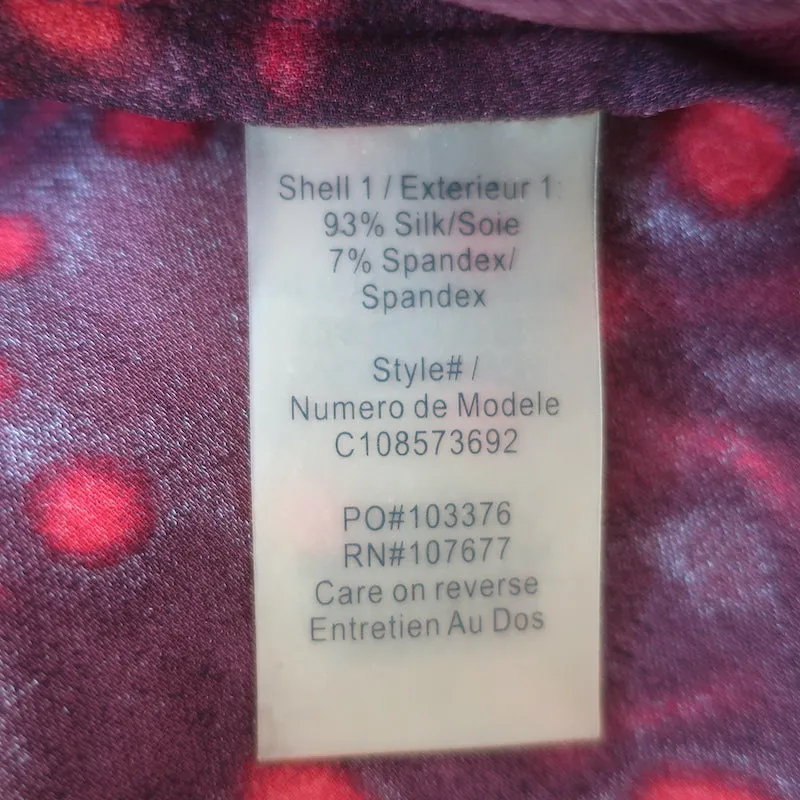 Shell 1 / Exterieur 1:
93% Silk/Soie
7% Spandex/
Spandex
Style# /
Numero de Modele
C108573692
PO#103376
RN#107677
Care on reverse
Entretien Au Dos